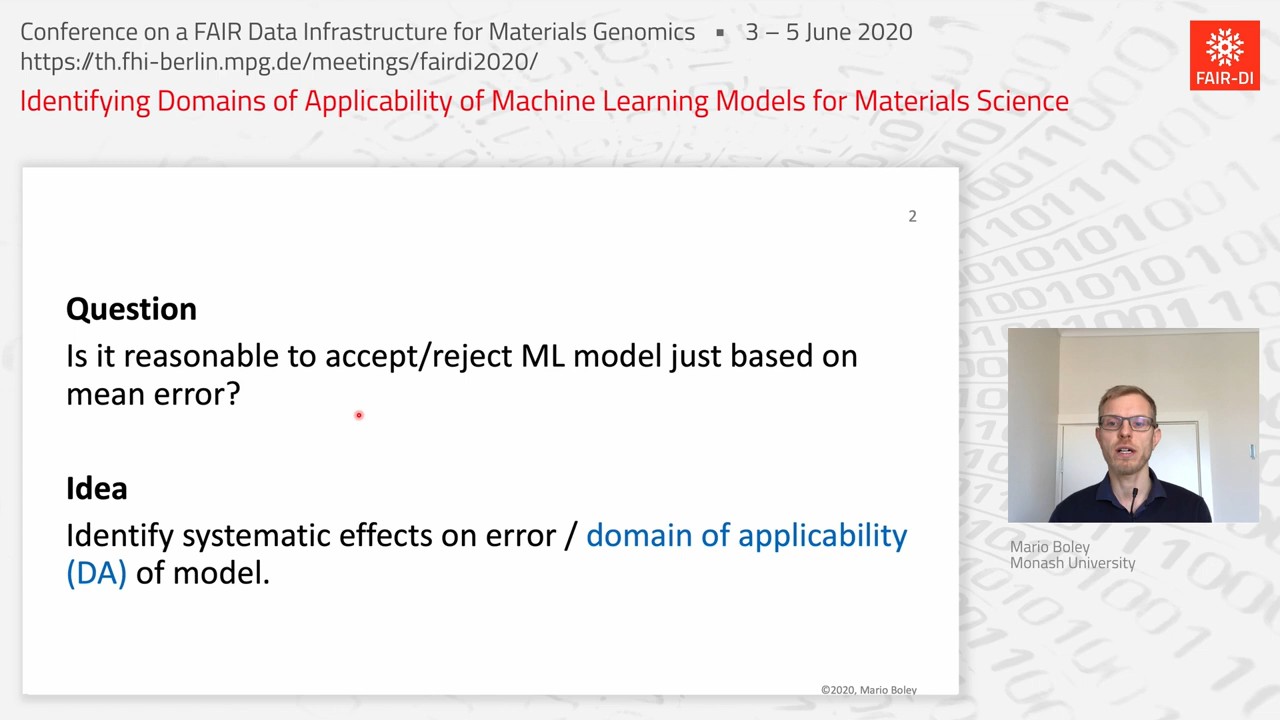 Conference on a FAIR Data Infrastructure for Materials Genomics ▪ 3 – 5 June 2020
https://th.fhi-berlin.mpg.de/meetings/fairdi2020/
Identifying Domains of Applicability of Machine Learning Models for Materials Science
FAIR-DI
2
Question
Is it reasonable to accept/reject ML model just based on
mean error?
Idea
Identify systematic effects on error / domain of applicability
(DA) of model.
©2020, Mario Boley
Mario Boley
Monash University